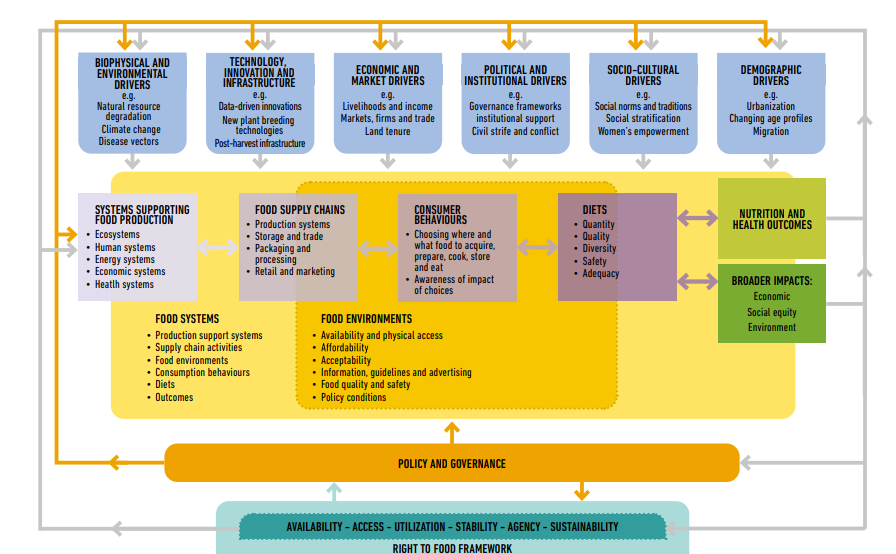 BIOPHYSICAL AND
ENVIRONMENTAL
DRIVERS
e.g.
Natural resource
degradation
Climate change
Disease vectors
TECHNOLOGY,
INNOVATION AND
INFRASTRUCTURE
e.g.
Data-driven innovations
New plant breeding
technologies
Post-harvest infrastructure
ECONOMIC AND
MARKET DRIVERS
e.g.
Livelihoods and income
Markets, firms and trade
Land tenure
POLITICAL AND
INSTITUTIONAL DRIVERS
e.g.
Governance frameworks
institutional support
Civil strife and conflict
SOCIO-CULTURAL
DRIVERS
e.g.
Social norms and traditions
Social stratification
Women's empowerment
DEMOGRAPHIC
DRIVERS
e.g.
Urbanization
Changing age profiles
Migration
SYSTEMS SUPPORTING
FOOD PRODUCTION
• Ecosystems
• Human systems
• Energy systems
• Economic systems
• Health systems
FOOD SUPPLY CHAINS
• Production systems
• Storage and trade
• Packaging and
processing
• Retail and marketing
CONSUMER
BEHAVIOURS
• Choosing where and
what food to acquire,
prepare, cook, store
and eat
• Awareness of impact
of choices
DIETS
• Quantity
• Quality
• Diversity
• Safety
• Adequacy
NUTRITION AND
HEALTH OUTCOMES
BROADER IMPACTS:
Economic
Social equity
Environment
FOOD SYSTEMS
• Production support systems
• Supply chain activities
• Food environments
• Consumption behaviours
• Diets
• Outcomes
FOOD ENVIRONMENTS
• Availability and physical access
• Affordability
• Acceptability
• Information, guidelines and advertising
• Food quality and safety
• Policy conditions
POLICY AND GOVERNANCE
AVAILABILITY – ACCESS – UTILIZATION – STABILITY – AGENCY – SUSTAINABILITY
RIGHT TO FOOD FRAMEWORK